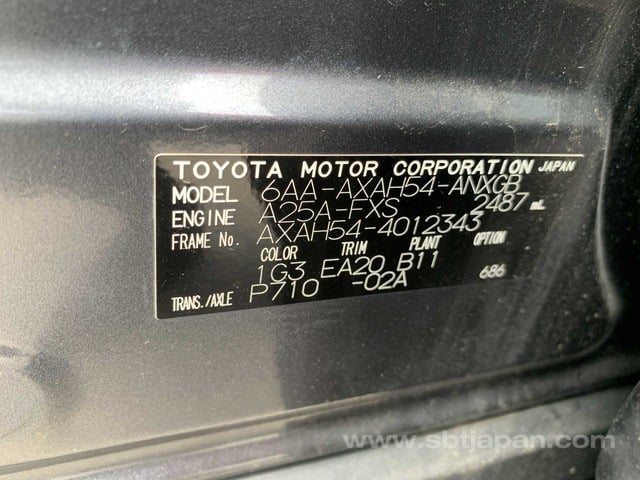 TOYOTA MOTOR CORPORATION JAPAN
MODEL 6AA-AXAH54-ANXGB
ENGINE A25A-FXS 2487 mL
FRAME No. AXAH54-4012343
COLOR TRIM PLANT OPTION
1G3 EA20 B11 686
TRANS./AXLE P710 -02A
www.sbtjapan.com